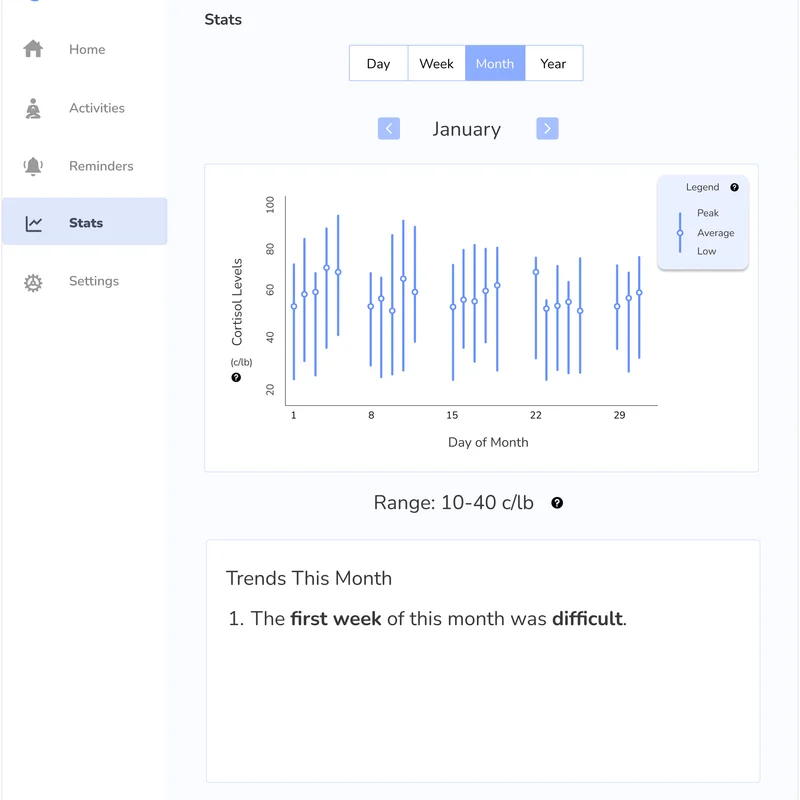 Stats
Home
Activities
Reminders
Stats
Settings
Day Week Month Year
< January >
Legend ?
Peak
Average
Low
Cortisol Levels
(c/lb)
?
100
80
60
40
20
1 8 15 22 29
Day of Month
Range: 10-40 c/lb ?
Trends This Month
1. The first week of this month was difficult.